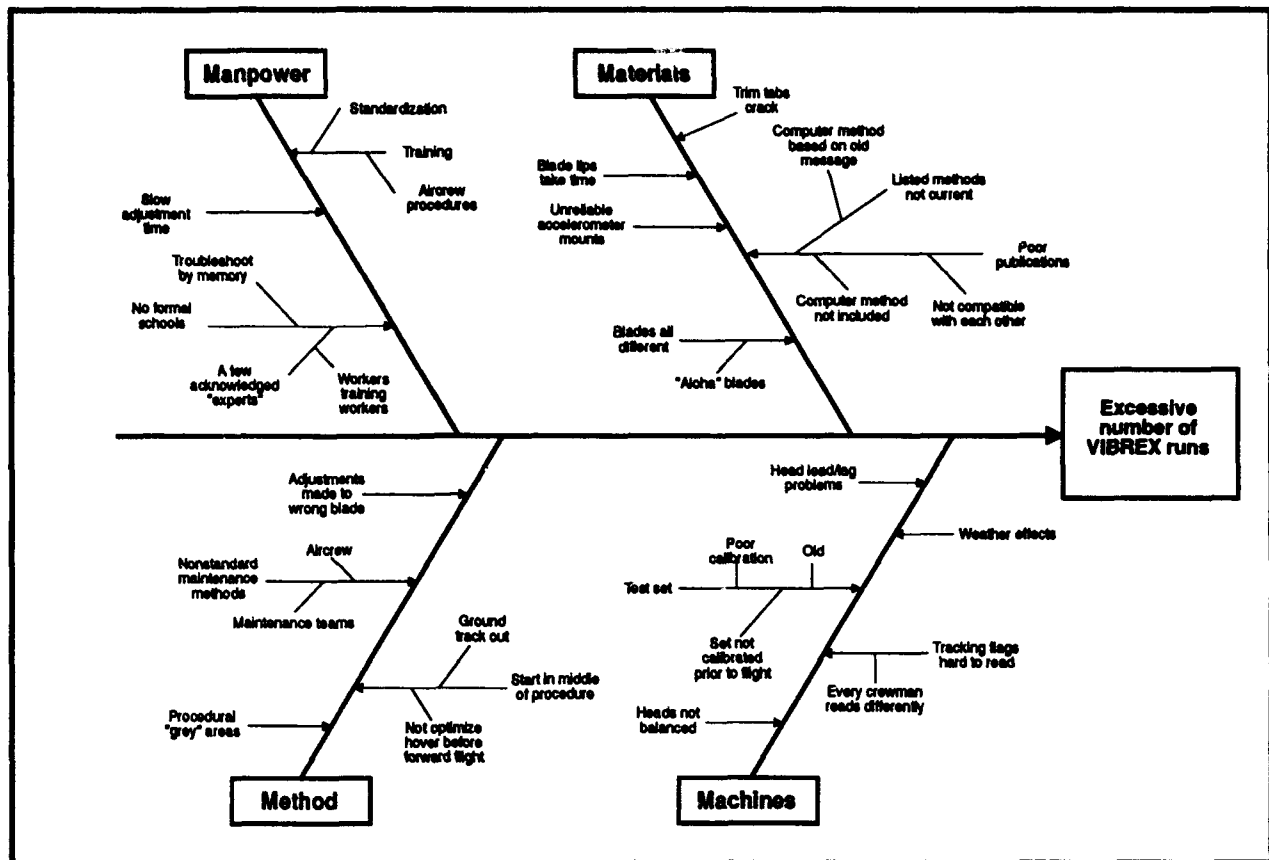 Manpower
Standardization
Training
Aircrew
procedures
Slow
adjustment
time
Troubleshoot
by memory
No formal
schools
A few
acknowledged
"experts"
Workers
training
workers
Materials
Trim tabs
crack
Computer method
based on old
message
Blade tips
take time
Listed methods
not current
Unreliable
accelerometer
mounts
Poor
publications
Computer method
not included
Not compatible
with each other
Blades all
different
"Aloha" blades
Excessive
number of
VIBREX runs
Adjustments
made to
wrong blade
Aircrew
Nonstandard
maintenance
methods
Maintenance teams
Ground
track out
Start in middle
of procedure
Procedural
"grey" areas
Not optimize
hover before
forward flight
Method
Head lead/lag
problems
Weather effects
Poor
calibration
Old
Test set
Set not
calibrated
prior to flight
Tracking flags
hard to read
Every crewman
reads differently
Heads not
balanced
Machines